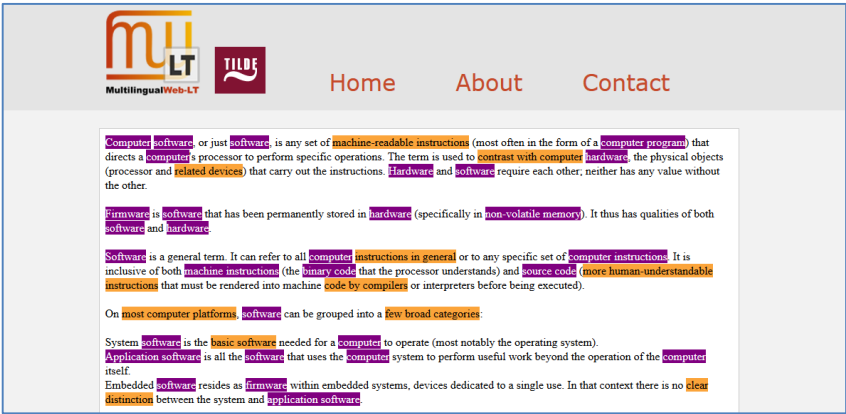 mu
LT
MultilingualWeb-LT
TILDE
Home About Contact
Computer software, or just software, is any set of machine-readable instructions (most often in the form of a computer program) that
directs a computer's processor to perform specific operations. The term is used to contrast with computer hardware, the physical objects
(processor and related devices) that carry out the instructions. Hardware and software require each other; neither has any value without
the other.
Firmware is software that has been permanently stored in hardware (specifically in non-volatile memory). It thus has qualities of both
software and hardware.
Software is a general term. It can refer to all computer instructions in general or to any specific set of computer instructions. It is
inclusive of both machine instructions (the binary code that the processor understands) and source code (more human-understandable
instructions that must be rendered into machine code by compilers or interpreters before being executed).
On most computer platforms, software can be grouped into a few broad categories:
System software is the basic software needed for a computer to operate (most notably the operating system).
Application software is all the software that uses the computer system to perform useful work beyond the operation of the computer
itself.
Embedded software resides as firmware within embedded systems, devices dedicated to a single use. In that context there is no clear
distinction between the system and application software.